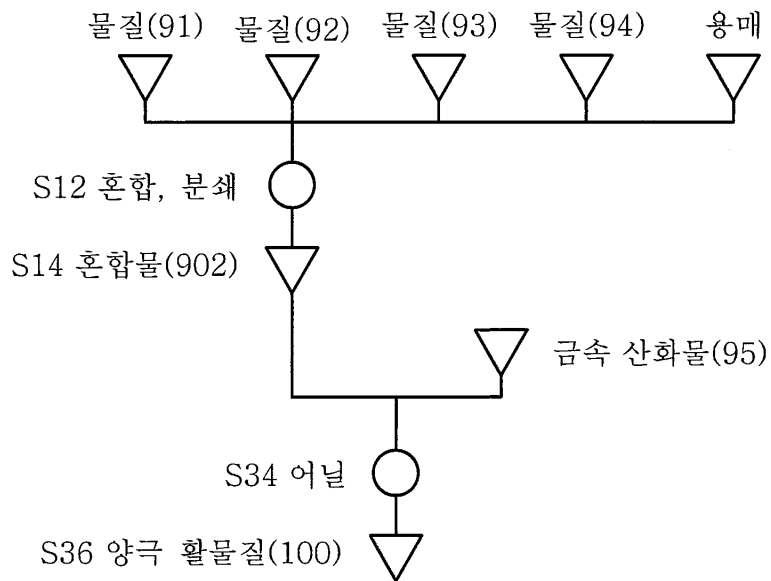 물질(91) 물질(92) 물질(93) 물질(94) 용매
S12 혼합, 분쇄
S14 혼합물(902)
금속 산화물(95)
S34 어닐
S36 양극 활물질(100)